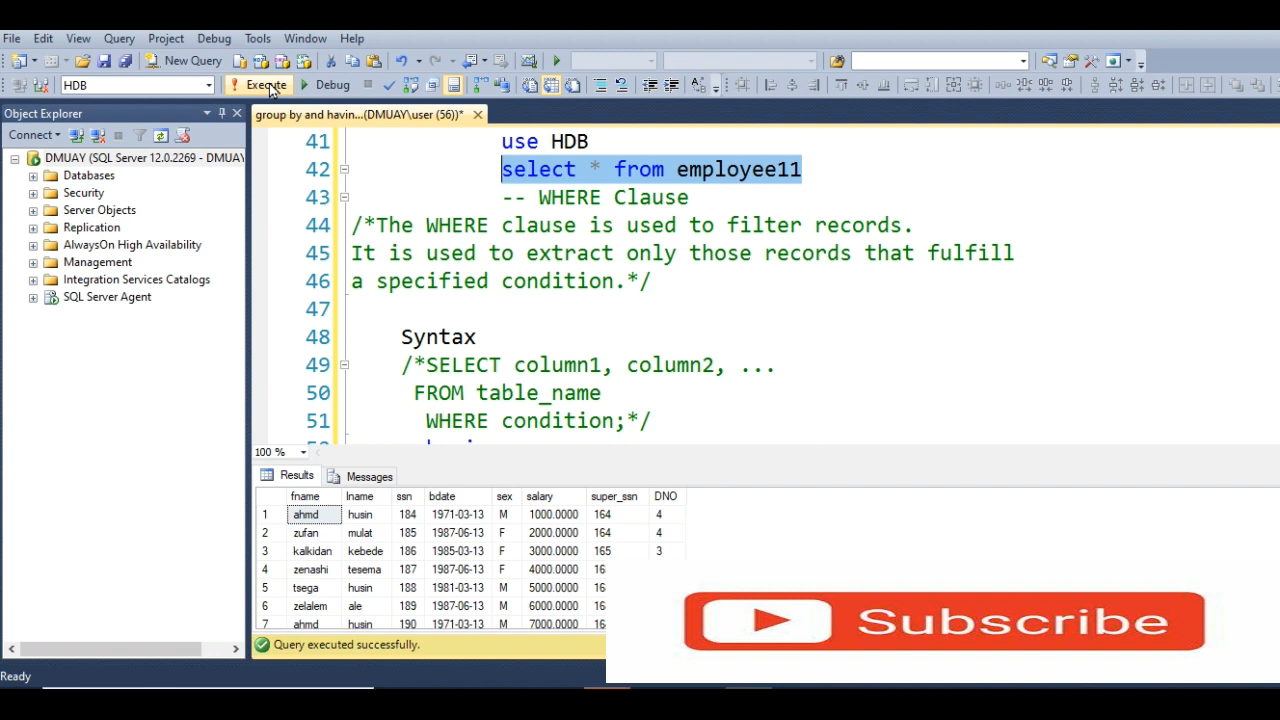 File Edit View Query Project Debug Tools Window Help
New Query
HDB Execute Debug
Object Explorer
Connect
DMUAY (SQL Server 12.0.2269 - DMUAY
Databases
Security
Server Objects
Replication
AlwaysOn High Availability
Management
Integration Services Catalogs
SQL Server Agent
group by and havin...(DMUAY\user (56))*
41 use HDB
42 select * from employee11
43 -- WHERE Clause
44 /*The WHERE clause is used to filter records.
45 It is used to extract only those records that fulfill
46 a specified condition.*/
47
48 Syntax
49 /*SELECT column1, column2, ...
50 FROM table_name
51 WHERE condition;*/
100 %
Results Messages
fname lname ssn bdate sex salary super_ssn DNO
1 ahmd husin 184 1971-03-13 M 1000.0000 164 4
2 zufan mulat 185 1987-06-13 F 2000.0000 164 4
3 kalkidan kebede 186 1985-03-13 F 3000.0000 165 3
4 zenashi tesema 187 1987-06-13 F 4000.0000 16
5 tsega husin 188 1981-03-13 M 5000.0000 16
6 zelalem ale 189 1987-06-13 M 6000.0000 16
7 ahmd husin 190 1971-03-13 M 7000.0000 16
Query executed successfully.
Subscribe
Ready